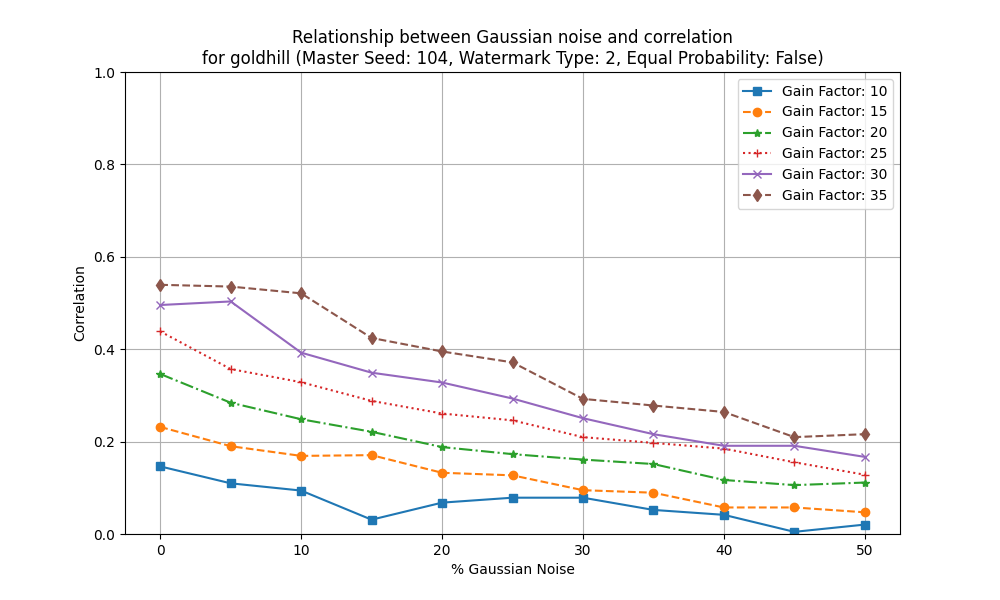 Relationship between Gaussian noise and correlation
for goldhill (Master Seed: 104, Watermark Type: 2, Equal Probability: False)
1.0
0.8
0.6
0.4
0.2
0.0
Correlation
Gain Factor: 10
Gain Factor: 15
Gain Factor: 20
Gain Factor: 25
Gain Factor: 30
Gain Factor: 35
0 10 20 30 40 50
% Gaussian Noise